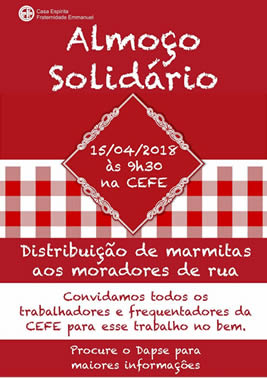 Casa Espírita
Fraternidade Emmanuel
Almoço
Solidário
15/04/2018
às 9h30
na CEFE
Distribuição de marmitas
aos moradores de rua
Convidamos todos os
trabalhadores e frequentadores da
CEFE para esse trabalho no bem.
Procure o Dapse para
maiores informações